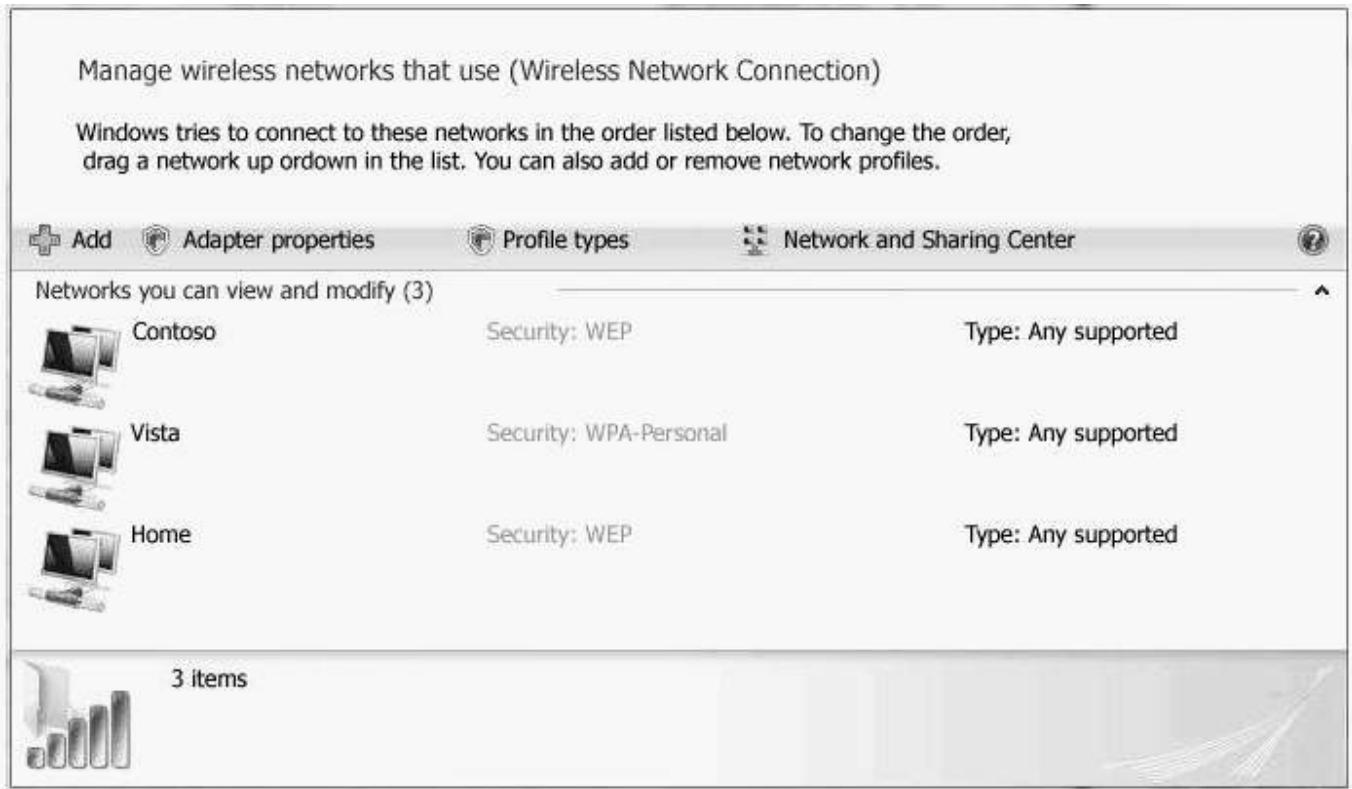 Manage wireless networks that use (Wireless Network Connection)
Windows tries to connect to these networks in the order listed below. To change the order,
drag a network up ordown in the list. You can also add or remove network profiles.
Add Adapter properties Profile types Network and Sharing Center
Networks you can view and modify (3)
Contoso Security: WEP Type: Any supported
Vista Security: WPA-Personal Type: Any supported
Home Security: WEP Type: Any supported
3 items